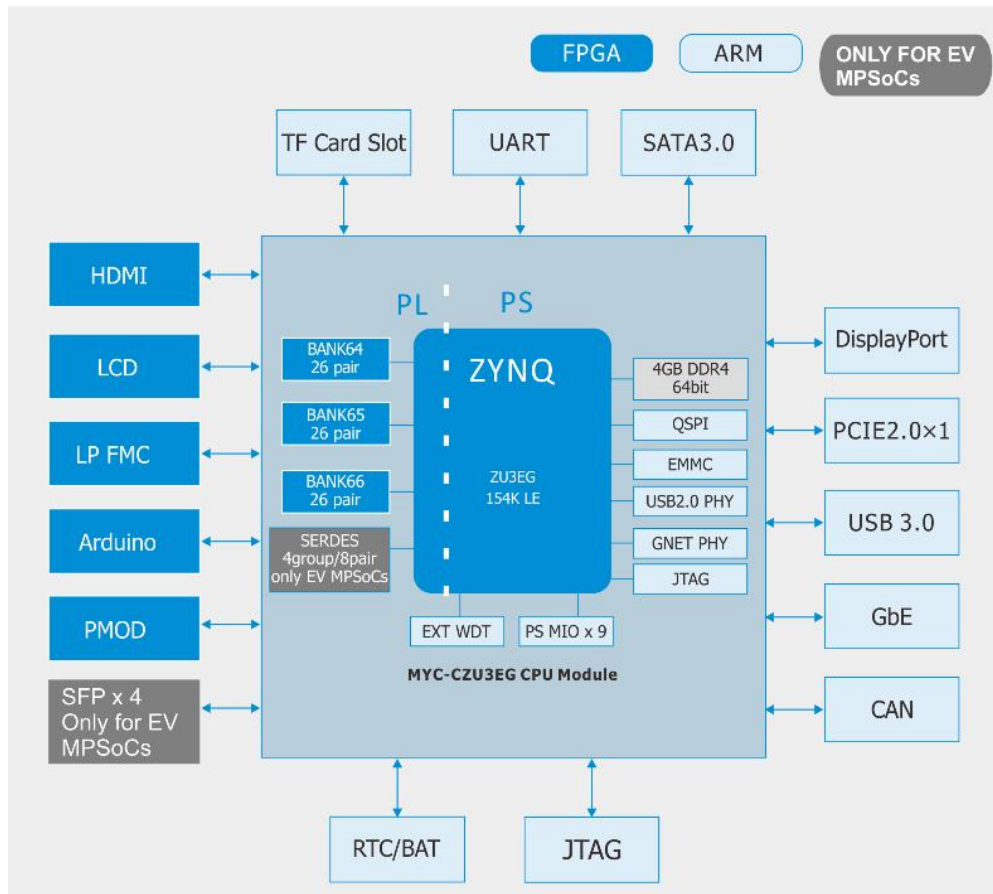 FPGA
ARM
ONLY FOR EV
MPSoCs
TF Card Slot
UART
SATA3.0
HDMI
LCD
LP FMC
Arduino
PMOD
SFP x 4
Only for EV
MPSoCs
PL
PS
BANK64
26 pair
BANK65
26 pair
BANK66
26 pair
SERDES
4group/8pair
only EV MPSoCs
ZYNQ
ZU3EG
154K LE
4GB DDR4
64bit
QSPI
EMMC
USB2.0 PHY
GNET PHY
JTAG
EXT WDT
PS MIO x 9
MYC-CZU3EG CPU Module
DisplayPort
PCIE2.0×1
USB 3.0
GbE
CAN
RTC/BAT
JTAG